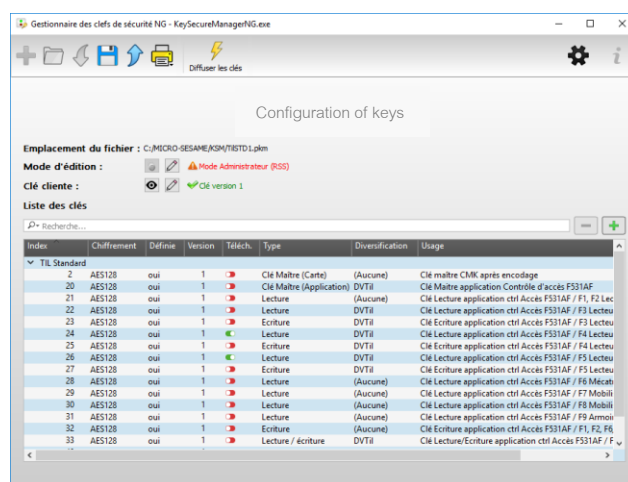 Gestionnaire des clefs de sécurité NG - KeySecureManagerNG.exe
Diffuser les clés
Configuration of keys
Emplacement du fichier : C:/MICRO-SESAME/KSM/TilSTD1.pkm
Mode d'édition : Mode Administrateur (RSS)
Clé cliente : Clé version 1
Liste des clés
Recherche...
Index Chiffrement Définie Version Téléch. Type Diversification Usage
TIL Standard
2 AES128 oui 1 Clé Maître (Carte) (Aucune) Clé maître CMK après encodage
20 AES128 oui 1 Clé Maître (Application) DVTil Clé Maitre application Contrôle d'accès F531AF
21 AES128 oui 1 Lecture (Aucune) Clé Lecture application ctrl Accès F531AF / F1, F2 Lec
22 AES128 oui 1 Lecture DVTil Clé Lecture application ctrl Accès F531AF / F3 Lecteu
23 AES128 oui 1 Ecriture DVTil Clé Ecriture application ctrl Accès F531AF / F3 Lecteu
24 AES128 oui 1 Lecture DVTil Clé Lecture application ctrl Accès F531AF / F4 Lecteu
25 AES128 oui 1 Ecriture DVTil Clé Ecriture application ctrl Accès F531AF / F4 Lecteu
26 AES128 oui 1 Lecture DVTil Clé Lecture application ctrl Accès F531AF / F5 Lecteu
27 AES128 oui 1 Ecriture DVTil Clé Ecriture application ctrl Accès F531AF / F5 Lecteu
28 AES128 oui 1 Lecture (Aucune) Clé Lecture application ctrl Accès F531AF / F6 Mécat
29 AES128 oui 1 Lecture (Aucune) Clé Lecture application ctrl Accès F531AF / F7 Mobili
30 AES128 oui 1 Lecture (Aucune) Clé Lecture application ctrl Accès F531AF / F8 Mobili
31 AES128 oui 1 Lecture (Aucune) Clé Lecture application ctrl Accès F531AF / F9 Armoir
32 AES128 oui 1 Ecriture (Aucune) Clé Ecriture application ctrl Accès F531AF / F1, F2, F6,
33 AES128 oui 1 Lecture / écriture DVTil Clé Lecture/Ecriture application ctrl Accès F531AF / F